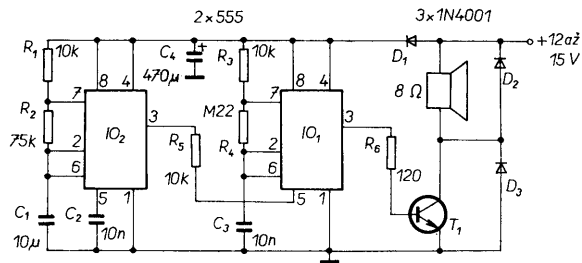 2×555
3×1N4001
R1
10k
C4
+
470µ
R3
10k
D1
+12až
15 V
R2
75k
7
2
6
8
4
IO2
3
5
1
R5
10k
M22
R4
7
2
6
8
4
IO1
3
5
1
R6
120
8 Ω
D2
D3
T1
C1
10µ
C2
10n
C3
10n